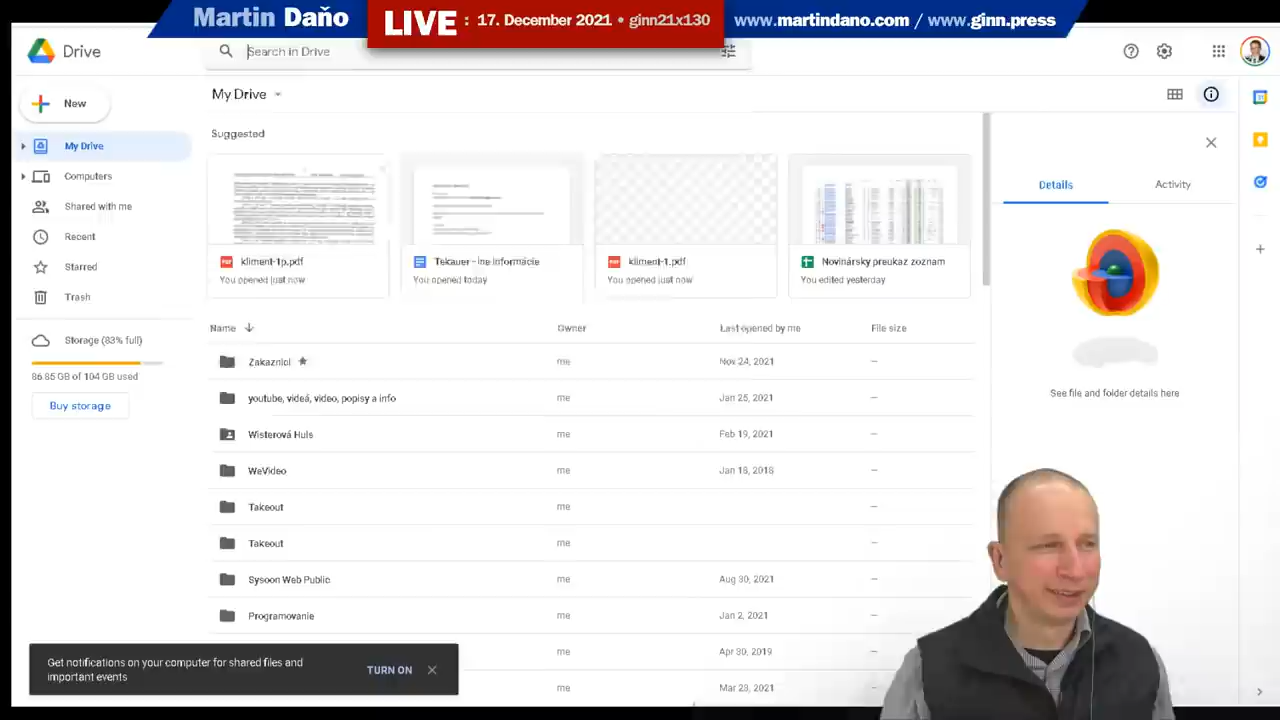 Martin Daňo
LIVE : 17. December 2021 • ginn21x130
www.martindano.com / www.ginn.press
Drive
Search in Drive
New
My Drive
Computers
Shared with me
Recent
Starred
Trash
Storage (83% full)
86.85 GB of 104 GB used
Buy storage
My Drive
Suggested
kliment-1p.pdf
You opened just now
Tekauer - ine informácie
You opened today
kliment-1.pdf
You opened just now
Novinársky preukaz zoznam
You edited yesterday
Name Owner Last opened by me File size
Zakaznici me Nov 24, 2021 –
youtube, videá, video, popisy a info me Jan 25, 2021 –
Wisterová Huls me Feb 19, 2021 –
WeVideo me Jan 16, 2018 –
Takeout me –
Takeout me –
Sysoon Web Public me Aug 30, 2021 –
Programovanie me Jan 2, 2021 –
me Apr 30, 2019 –
me Mar 23, 2021 –
Details Activity
See file and folder details here
Get notifications on your computer for shared files and
important events
TURN ON